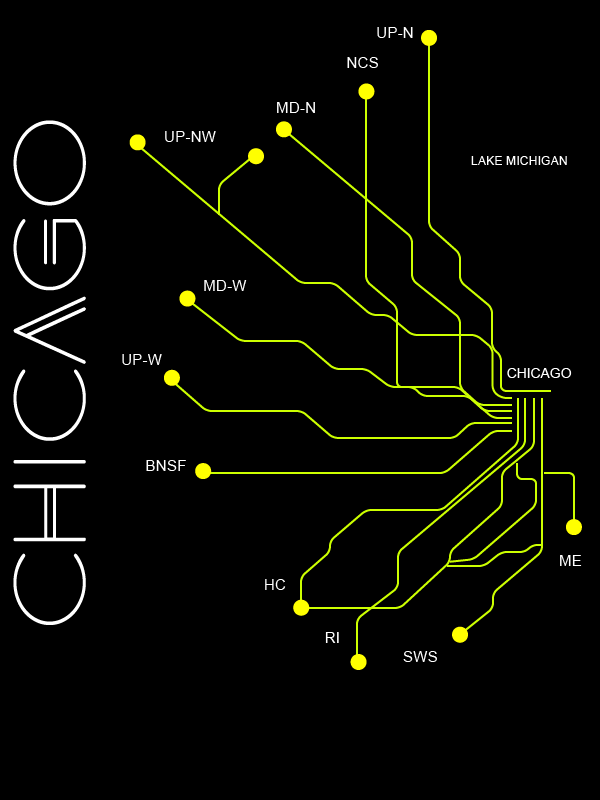 CHICAGO
UP-N
NCS
MD-N
UP-NW
LAKE MICHIGAN
MD-W
UP-W
CHICAGO
BNSF
ME
HC
RI
SWS